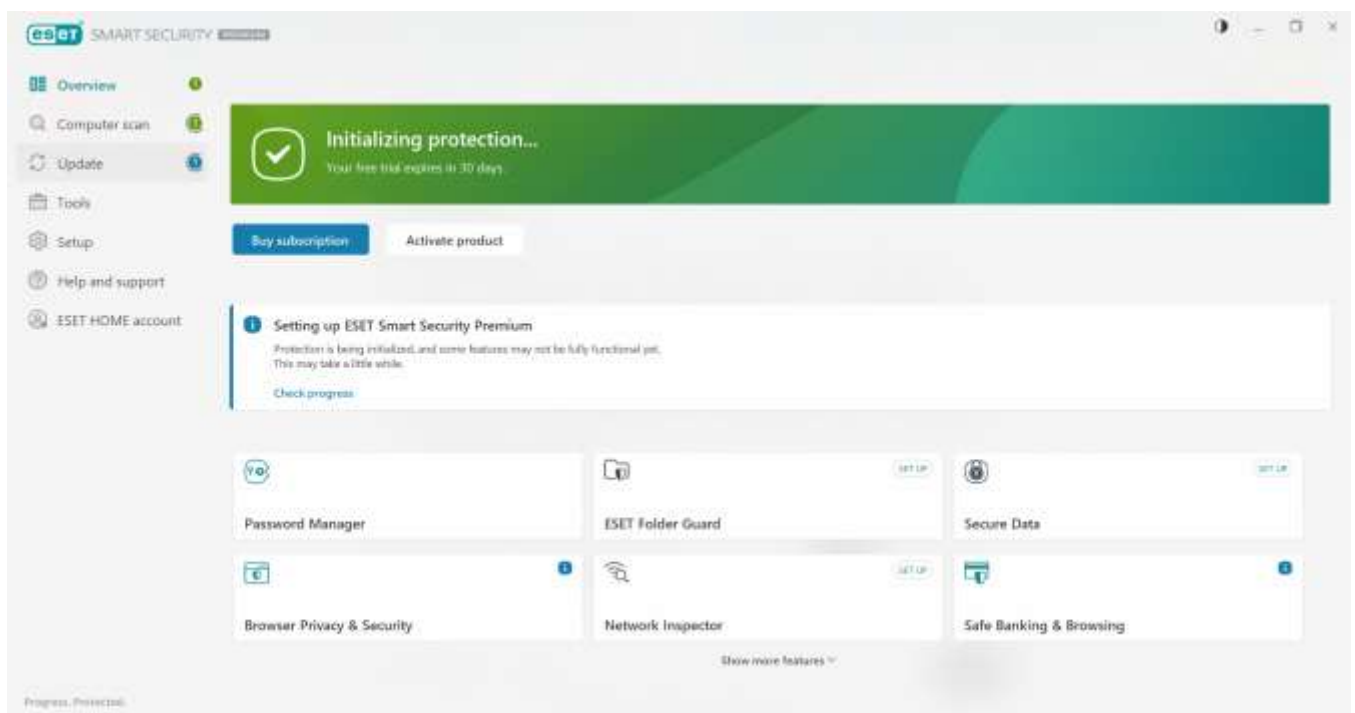 eset SMART SECURITY PREMIUM
Overview
Computer scan
Update
Tools
Setup
Help and support
ESET HOME account
Initializing protection...
Your free trial expires in 30 days.
Buy subscription
Activate product
Setting up ESET Smart Security Premium
Protection is being initialized, and some features may not be fully functional yet.
This may take a little while.
Check progress
Password Manager
SET UP
ESET Folder Guard
SET UP
Secure Data
Browser Privacy & Security
SET UP
Network Inspector
Safe Banking & Browsing
Show more features
Progress. Protected.